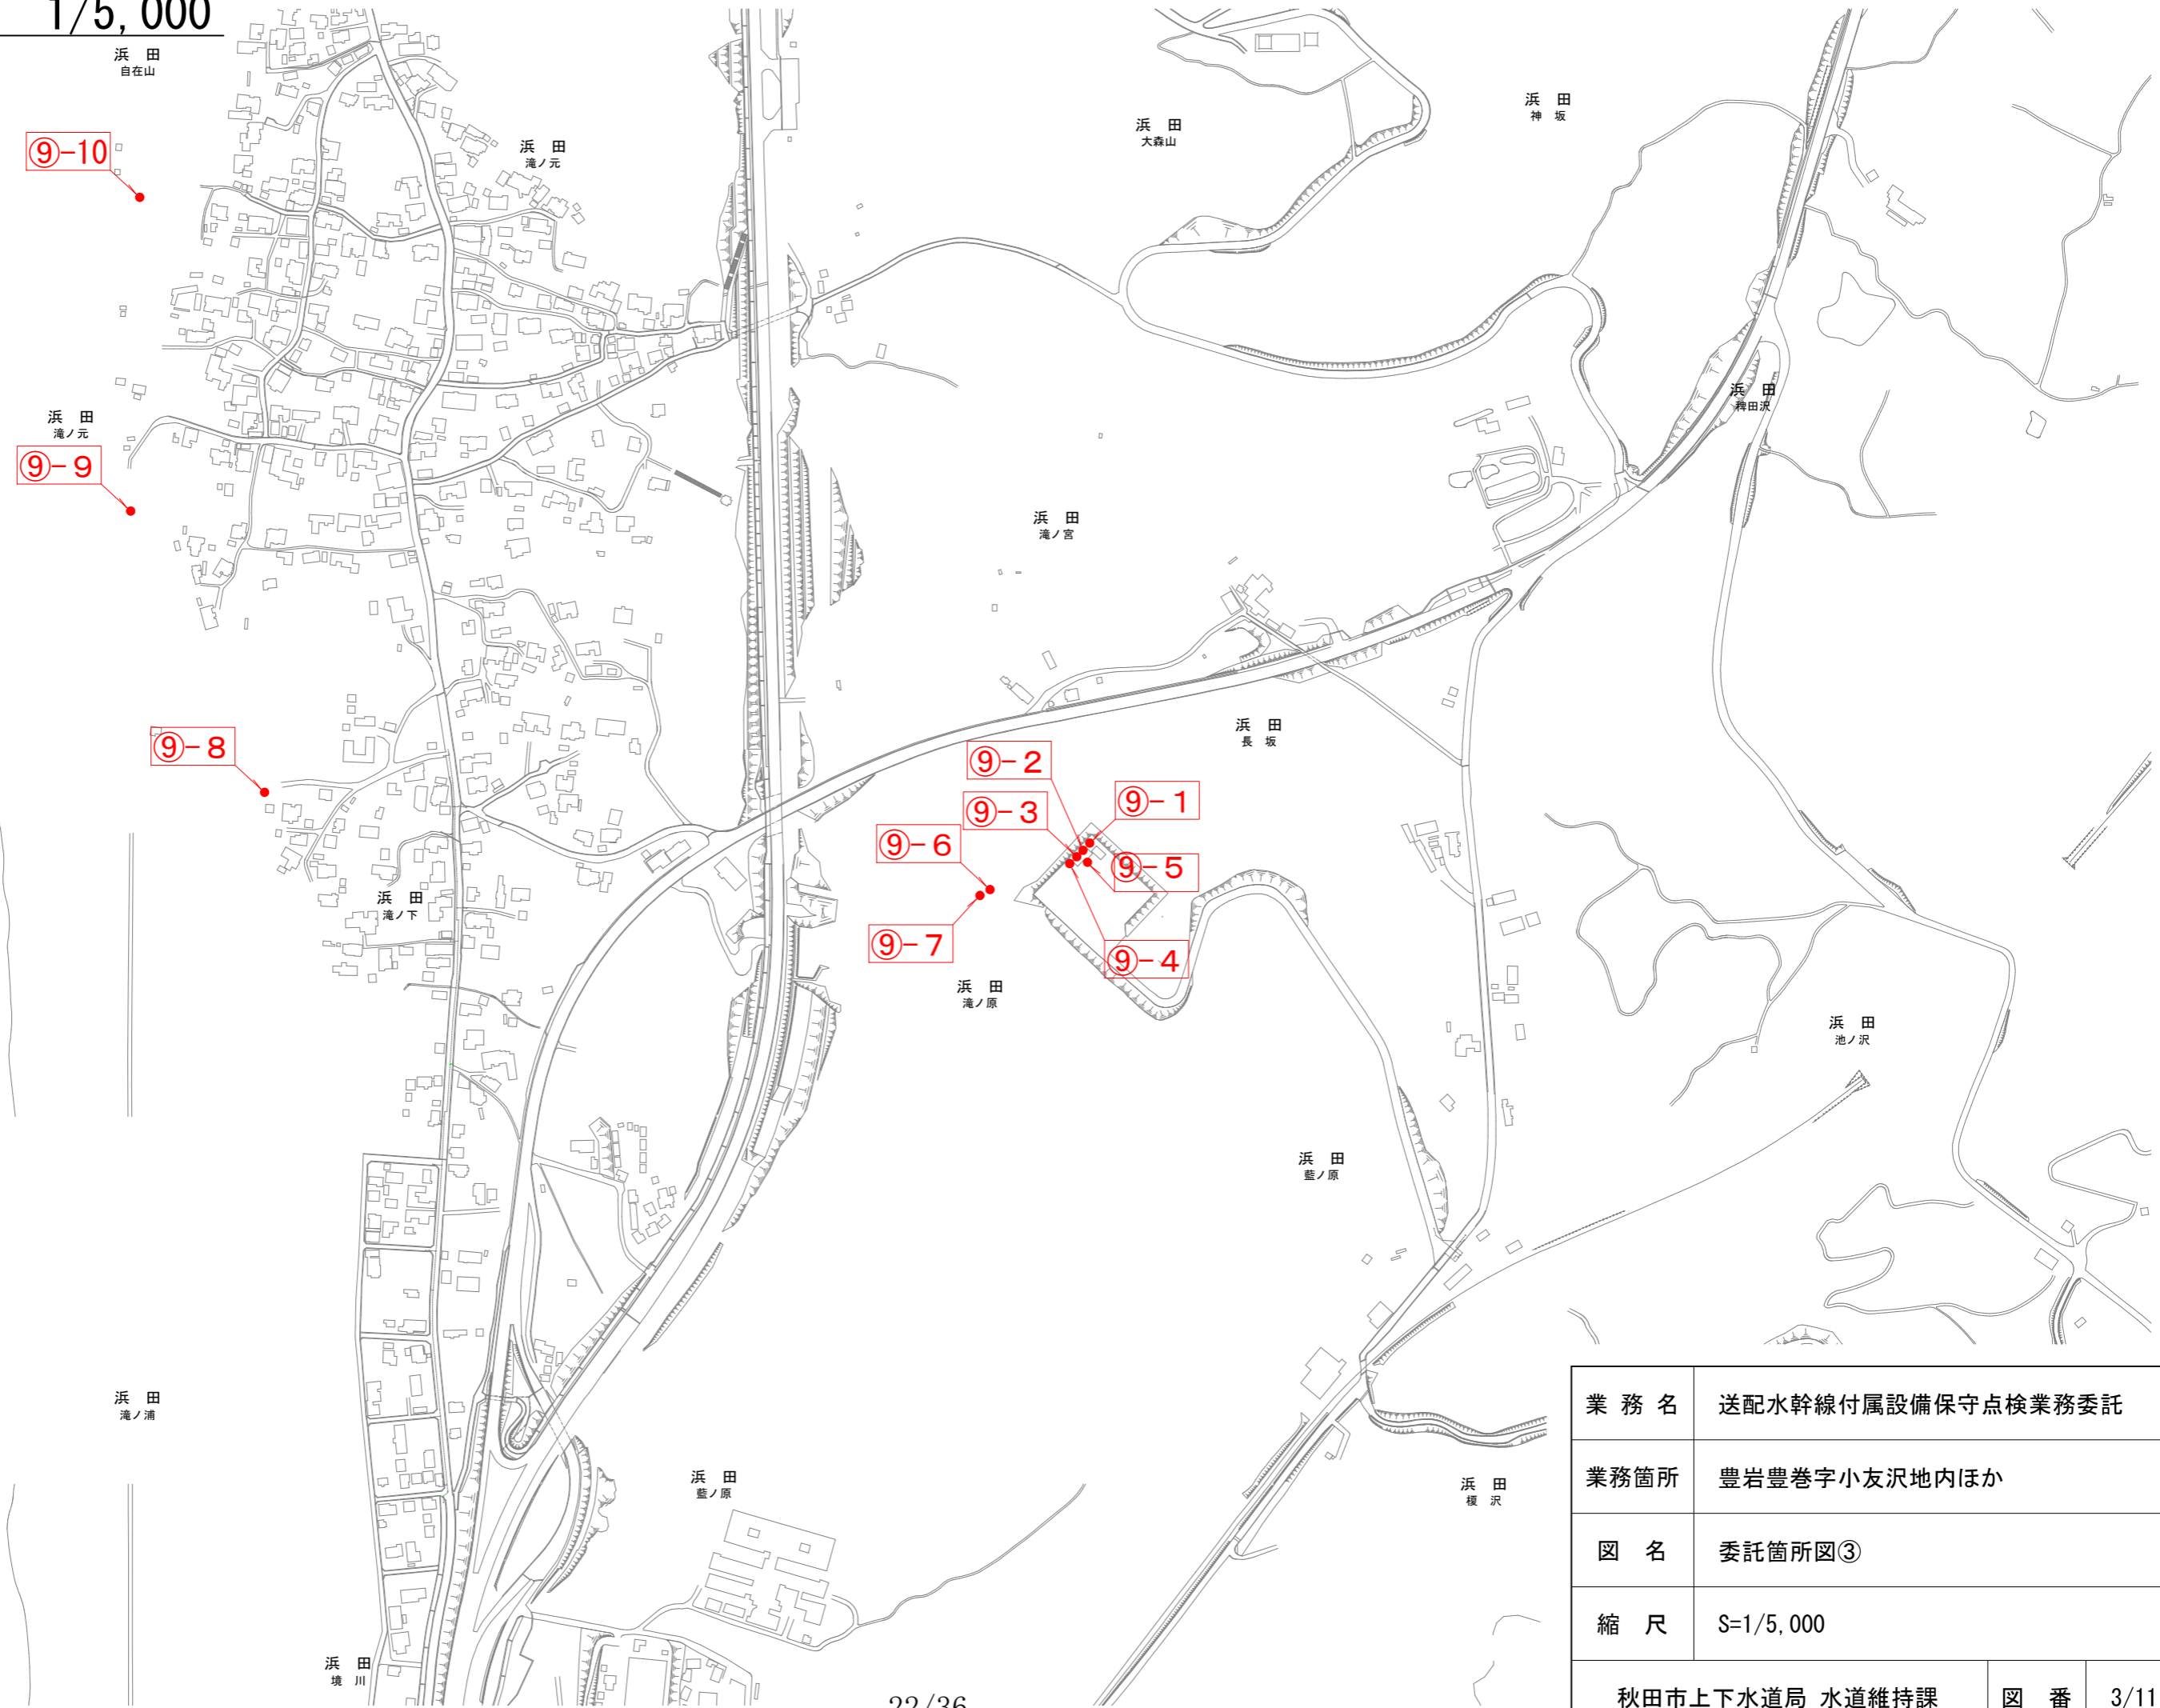 1/5,000
浜 田
自在山
浜 田
大森山
浜 田
神 坂
⑨-10
浜 田
滝ノ元
浜 田
稗田沢
浜 田
滝ノ元
⑨-9
浜 田
滝ノ宮
⑨-8
浜 田
長 坂
⑨-2
⑨-3
⑨-1
⑨-6
⑨-5
浜 田
滝ノ下
⑨-7
⑨-4
浜 田
滝ノ原
浜 田
池ノ沢
浜 田
藍ノ原
浜 田
滝ノ浦
浜 田
藍ノ原
浜 田
榎 沢
浜 田
境 川
業務名 送配水幹線付属設備保守点検業務委託
業務箇所 豊岩豊巻字小友沢地内ほか
図 名 委託箇所図③
縮 尺 S=1/5,000
秋田市上下水道局 水道維持課 図 番 3/11
22/36